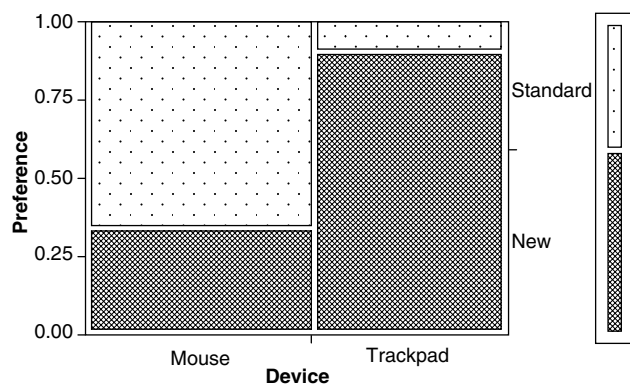 1.00
0.75
0.50
0.25
0.00
Preference
Standard
New
Mouse
Trackpad
Device